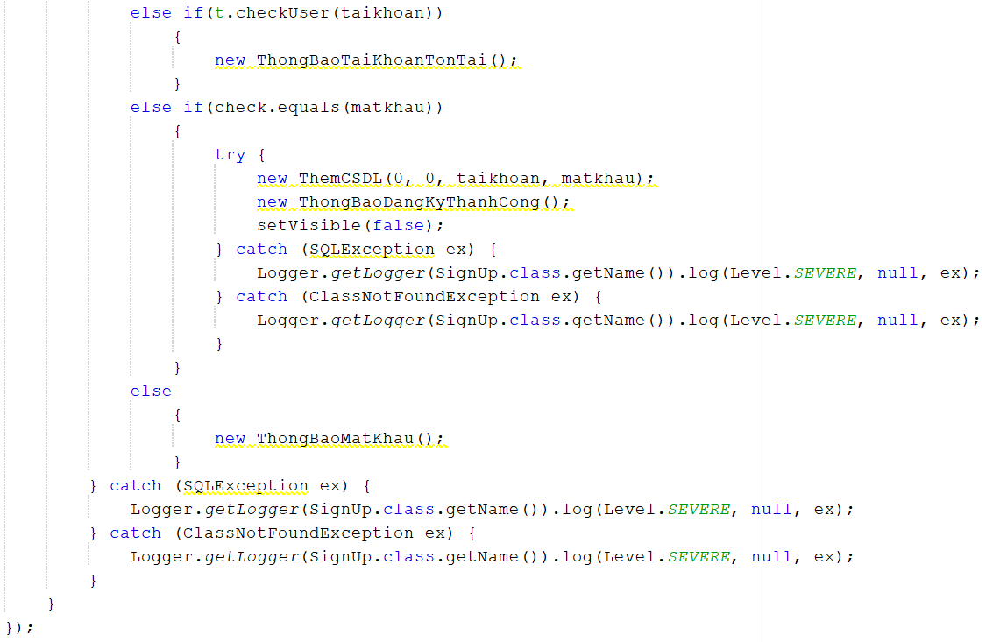 else if(t.checkUser(taikhoan))
{
new ThongBaoTaiKhoanTonTai();
}
else if(check.equals(matkhau))
{
try {
new ThemCSDL(0, 0, taikhoan, matkhau);
new ThongBaoDangKyThanhCong();
setVisible(false);
} catch (SQLException ex) {
Logger.getLogger(SignUp.class.getName()).log(Level.SEVERE, null, ex);
} catch (ClassNotFoundException ex) {
Logger.getLogger(SignUp.class.getName()).log(Level.SEVERE, null, ex);
}
}
else
{
new ThongBaoMatKhau();
}
} catch (SQLException ex) {
Logger.getLogger(SignUp.class.getName()).log(Level.SEVERE, null, ex);
} catch (ClassNotFoundException ex) {
Logger.getLogger(SignUp.class.getName()).log(Level.SEVERE, null, ex);
}
}
});